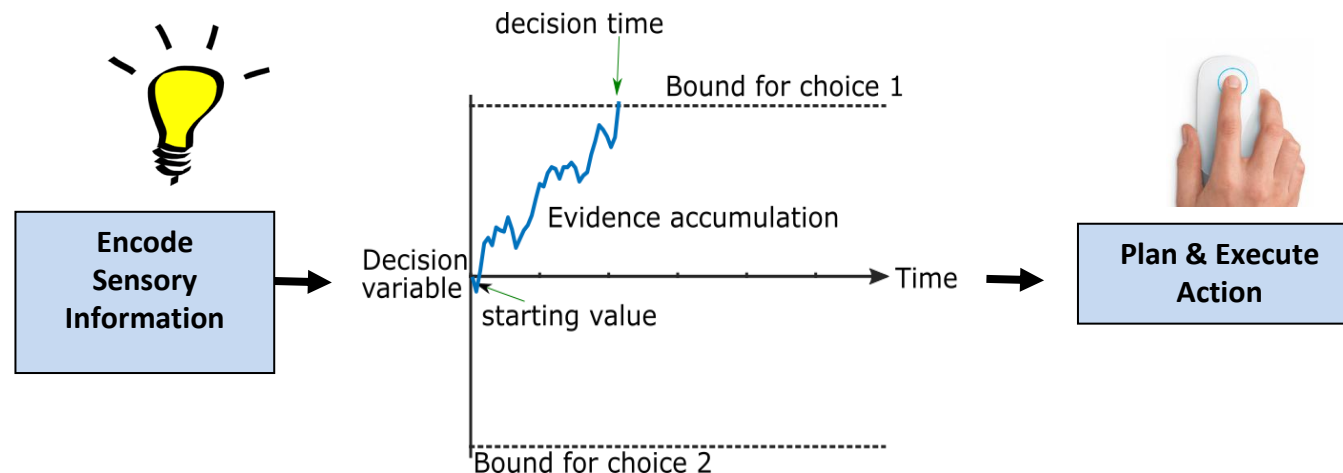 decision time
Bound for choice 1
Encode
Sensory
Information
Evidence accumulation
Decision
variable
Time
starting value
Bound for choice 2
Plan & Execute
Action